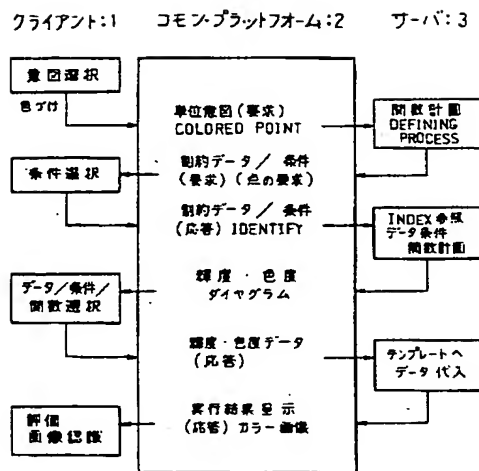 クライアント:1 コモン・プラットフォーム:2 サーバ:3
意図選択
色づけ
単位意図(要求)
COLORED POINT
関数計画
DEFINING
PROCESS
制約データ/条件
(要求)(点の要求)
条件選択
制約データ/条件
(応答) IDENTIFY
INDEX参照
データ条件
関数計画
輝度・色度
ダイヤグラム
データ/条件/
関数選択
輝度・色度データ
(応答)
テンプレートへ
データ代入
実行結果呈示
(応答) カラー画像
評価
画像認識